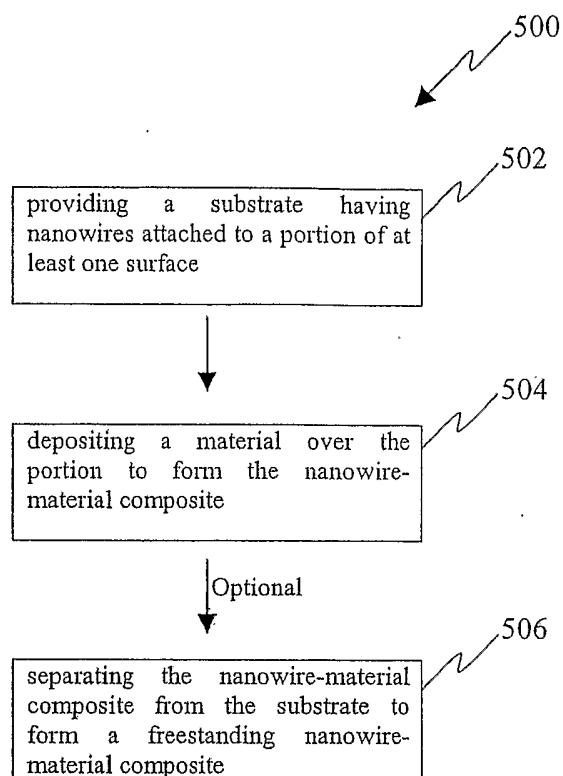 500
502
providing a substrate having
nanowires attached to a portion of at
least one surface
504
depositing a material over the
portion to form the nanowire-
material composite
Optional
506
separating the nanowire-material
composite from the substrate to
form a freestanding nanowire-
material composite